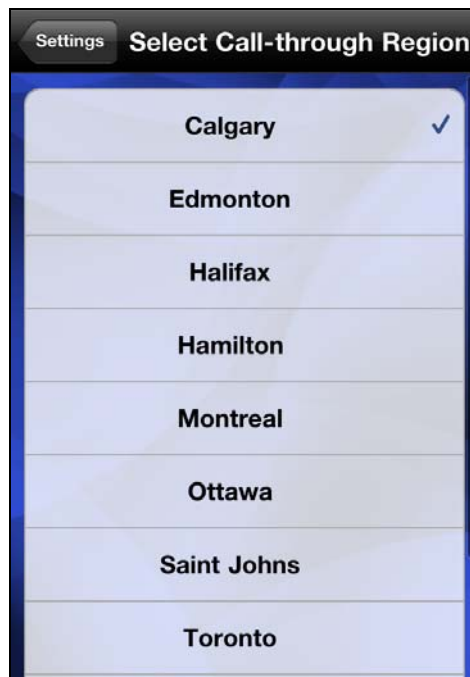 Settings Select Call-through Region
Calgary
Edmonton
Halifax
Hamilton
Montreal
Ottawa
Saint Johns
Toronto